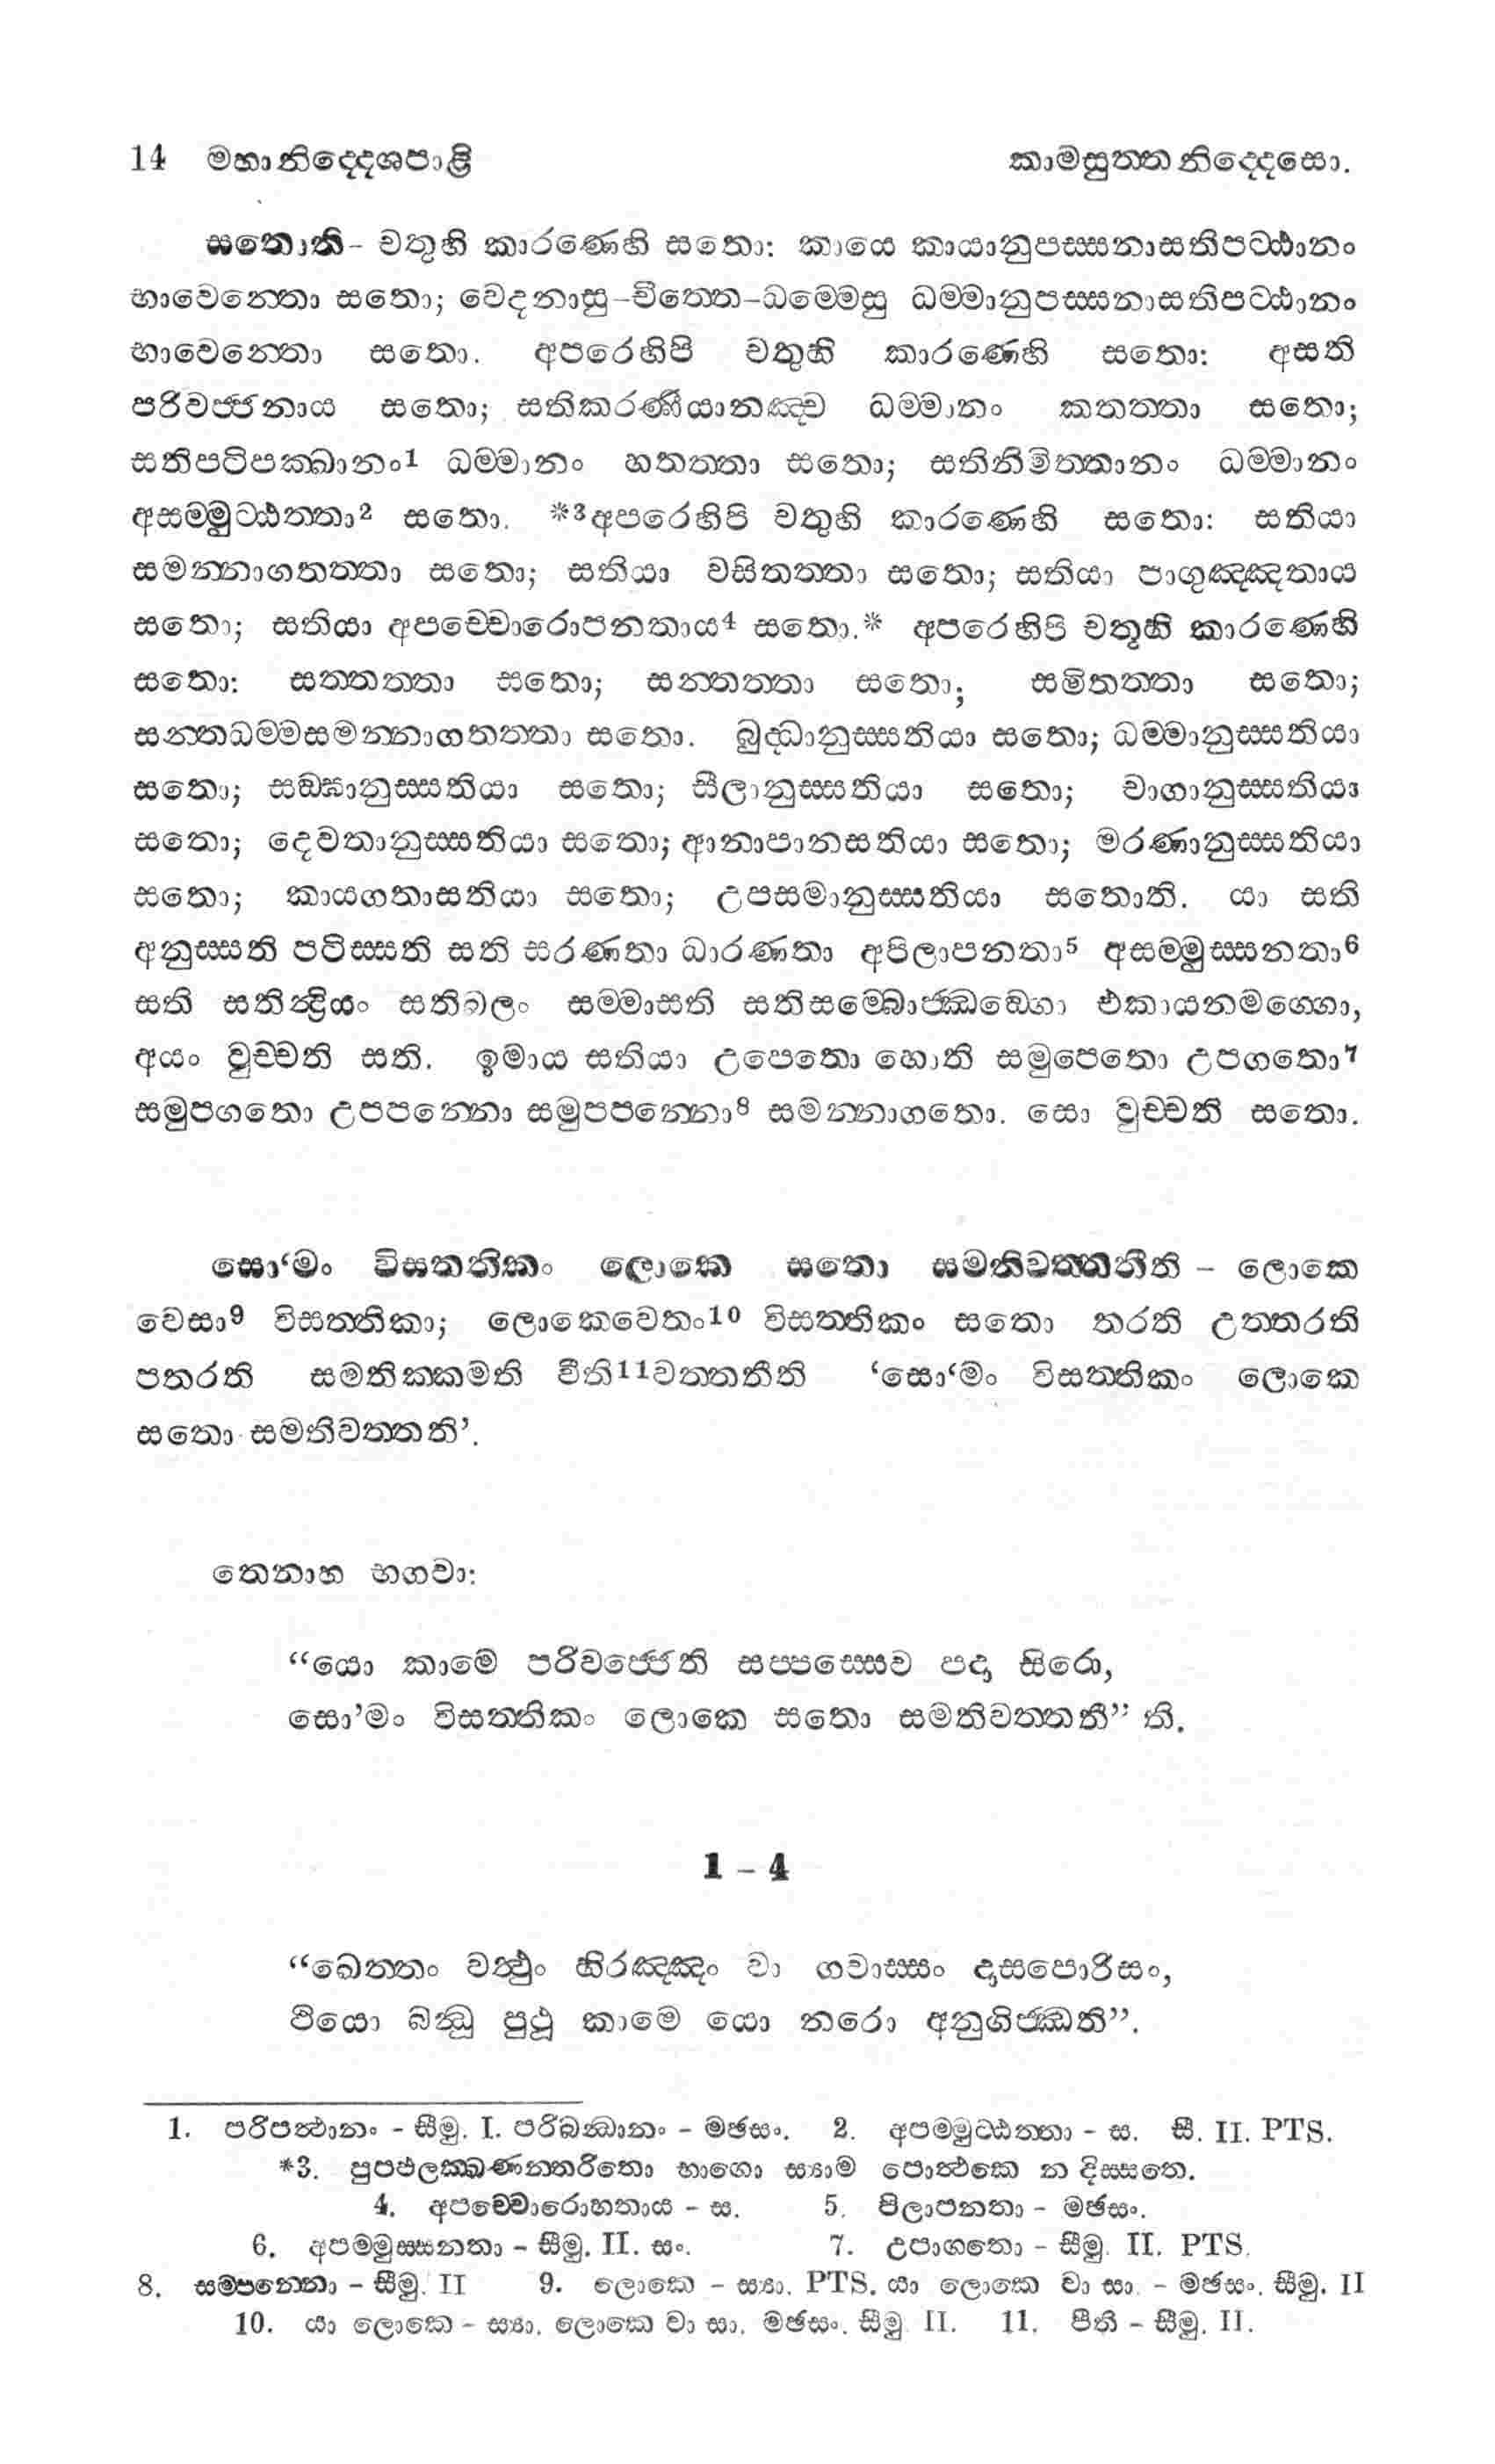 14 මහානිද්දෙශපාළි කාමසුත්තනිද්දෙසො.
සතොති- චතුහි කාරණෙහි සතො: කායෙ කායානුපස්සනාසතිපට්ඨානං
භාවෙන්තො සතො; වෙදනාසු-චිත්තෙ-ධම්මෙසු ධම්මානුපස්සනාසතිපට්ඨානං
භාවෙන්තො සතො. අපරෙහිපි චතුහි කාරණෙහි සතො: අසති
පරිවජ්ජනාය සතො; සතිකරණීයානඤ්ච ධම්මානං කතත්තා සතො;
සතිපටිපක්ඛානං1 ධම්මානං හතත්තා සතො; සතිනිමිත්තානං ධම්මානං
අසම්මුට්ඨත්තා2 සතො. *3අපරෙහිපි චතුහි කාරණෙහි සතො: සතියා
සමන්නාගතත්තා සතො; සතියා වසිතත්තා සතො; සතියා පාගුඤ්ඤතාය
සතො; සතියා අපච්චොරොපනතාය4 සතො.* අපරෙහිපි චතූහි කාරණෙහි
සතො: සත්තත්තා සතො; සන්තත්තා සතො; සමිතත්තා සතො;
සන්තධම්මසමන්නාගතත්තා සතො. බුද්ධානුස්සතියා සතො; ධම්මානුස්සතියා
සතො; සඞ්ඝානුස්සතියා සතො; සීලානුස්සතියා සතො; චාගානුස්සතියා
සතො; දෙවතානුස්සතියා සතො; ආනාපානසතියා සතො; මරණානුස්සතියා
සතො; කායගතාසතියා සතො; උපසමානුස්සතියා සතොති. යා සති
අනුස්සති පටිස්සති සති සරණතා ධාරණතා අපිලාපනතා5 අසම්මුස්සනතා6
සති සතින්ද්‍රියං සතිබලං සම්මාසති සතිසම්බොජ්ඣඞ්ගො එකායනමග්ගො,
අයං වුච්චති සති. ඉමාය සතියා උපෙතො හොති සමුපෙතො උපගතො7
සමුපගතො උපපන්නො සමුපපන්නො8 සමන්නාගතො. සො වුච්චති සතො.
සො‘මං විසත්තිකං ලොකෙ සතො සමතිවත්තතීති - ලොකෙ
වෙසා9 විසත්තිකා; ලොකෙවෙතං10 විසත්තිකං සතො තරති උත්තරති
පතරති සමතික්කමති වීති11වත්තතීති ‘සො‘මං විසත්තිකං ලොකෙ
සතො සමතිවත්තති’.
තෙනාහ භගවා:
“යො කාමෙ පරිවජ්ජෙති සප්පස්සෙව පදා සිරො,
සො’මං විසත්තිකං ලොකෙ සතො සමතිවත්තතී” ති.
1 - 4
“ඛෙත්තං වත්ථුං හිරඤ්ඤං වා ගවාස්සං දාසපොරිසං,
ථියො බන්ධූ පුථූ කාමෙ යො නරො අනුගිජ්ඣති”.
1. පරිපන්ථානං - සීමු. I. පරිබන්ධානං - මඡසං. 2. අපම්මුට්ඨත්තා - ස. සී. II. PTS.
*3. පුප්ඵලක්ඛණන්තරිතො භාගො ස්‍යාම පොත්ථකෙ න දිස්සතෙ.
4. අපච්චොරොහතාය - ස. 5. පිලාපනතා - මඡසං.
6. අපම්මුස්සනතා - සීමු. II. සං. 7. උපාගතො - සීමු. II. PTS.
8. සම්පන්නො - සීමු. II 9. ලොකෙ - ස්‍යා. PTS. යා ලොකෙ වා සා. - මඡසං. සීමු. II
10. යා ලොකෙ - ස්‍යා. ලොකෙ වා සා. මඡසං. සීමු. II. 11. පීති - සීමු. II.